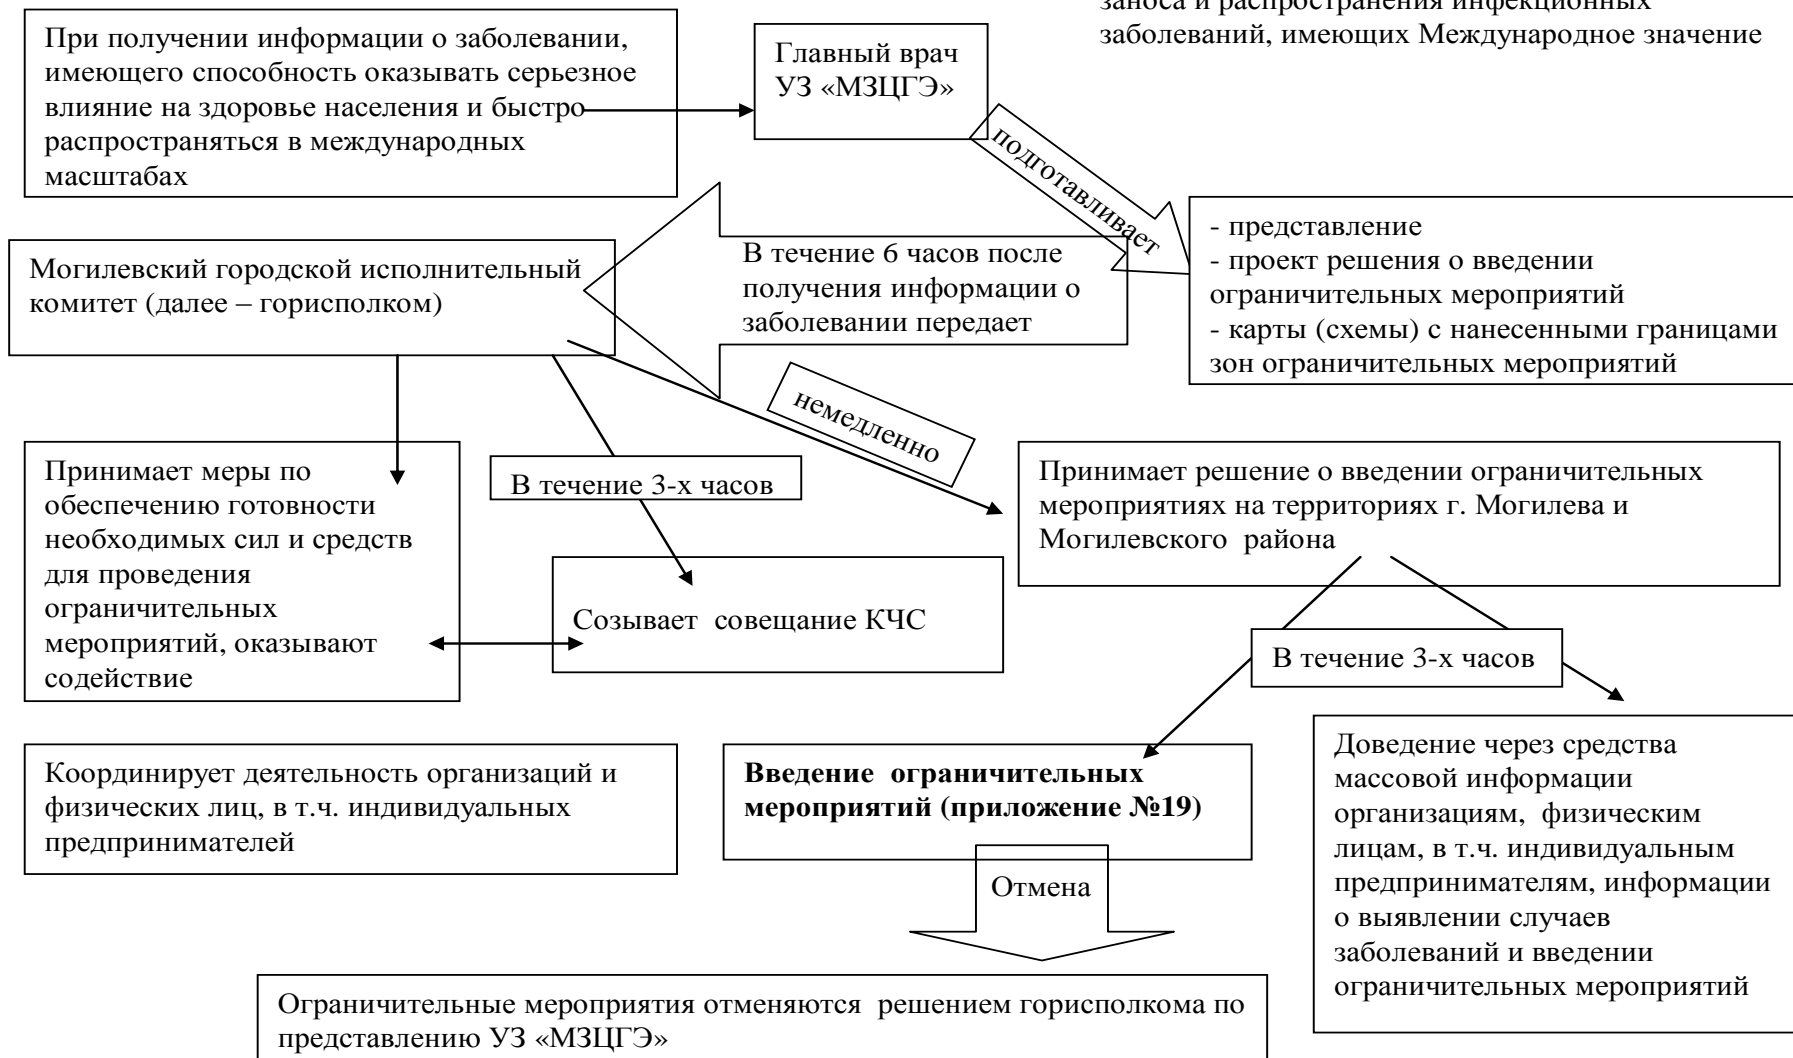 заноса и распространения инфекционных
заболеваний, имеющих Международное значение
При получении информации о заболевании,
имеющего способность оказывать серьезное
влияние на здоровье населения и быстро
распространяться в международных
масштабах
Главный врач
УЗ «МЗЦГЭ»
подготавливает
- представление
- проект решения о введении
ограничительных мероприятий
- карты (схемы) с нанесенными границами
зон ограничительных мероприятий
В течение 6 часов после
получения информации о
заболевании передает
Могилевский городской исполнительный
комитет (далее – горисполком)
немедленно
Принимает меры по
обеспечению готовности
необходимых сил и средств
для проведения
ограничительных
мероприятий, оказывают
содействие
В течение 3-х часов
Созывает совещание КЧС
Принимает решение о введении ограничительных
мероприятиях на территориях г. Могилева и
Могилевского района
В течение 3-х часов
Координирует деятельность организаций и
физических лиц, в т.ч. индивидуальных
предпринимателей
Введение ограничительных
мероприятий (приложение №19)
Доведение через средства
массовой информации
организациям, физическим
лицам, в т.ч. индивидуальным
предпринимателям, информации
о выявлении случаев
заболеваний и введении
ограничительных мероприятий
Отмена
Ограничительные мероприятия отменяются решением горисполкома по
представлению УЗ «МЗЦГЭ»